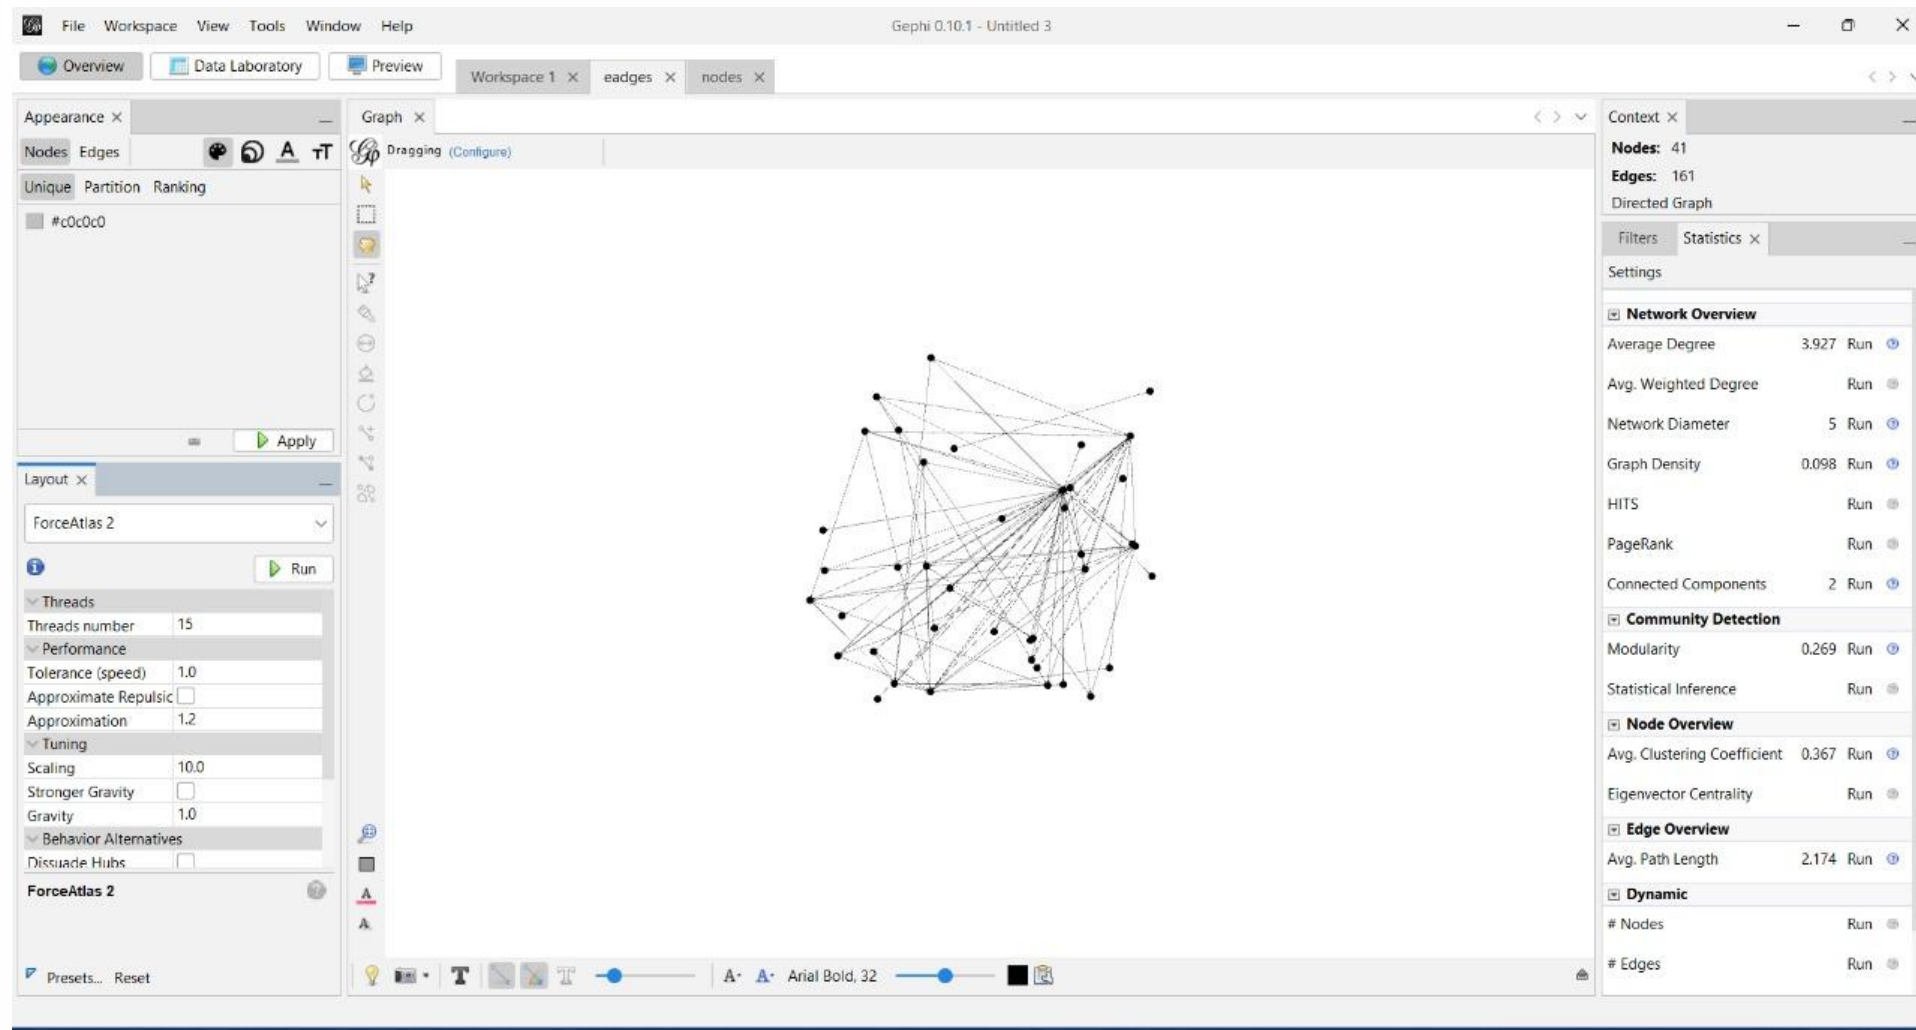 File Workspace View Tools Window Help
Gephi 0.10.1 - Untitled 3
Overview Data Laboratory Preview
Workspace 1 eadges nodes
Appearance
Nodes Edges
Unique Partition Ranking
#c0c0c0
Apply
Layout
ForceAtlas 2
Run
Threads
Threads number 15
Performance
Tolerance (speed) 1.0
Approximate Repulsic
Approximation 1.2
Tuning
Scaling 10.0
Stronger Gravity
Gravity 1.0
Behavior Alternatives
Dissuade Hubs
ForceAtlas 2
Presets... Reset
Graph
Dragging (Configure)
A- A- Arial Bold, 32
Context
Nodes: 41
Edges: 161
Directed Graph
Filters Statistics
Settings
Network Overview
Average Degree 3.927 Run
Avg. Weighted Degree Run
Network Diameter 5 Run
Graph Density 0.098 Run
HITS Run
PageRank Run
Connected Components 2 Run
Community Detection
Modularity 0.269 Run
Statistical Inference Run
Node Overview
Avg. Clustering Coefficient 0.367 Run
Eigenvector Centrality Run
Edge Overview
Avg. Path Length 2.174 Run
Dynamic
# Nodes Run
# Edges Run